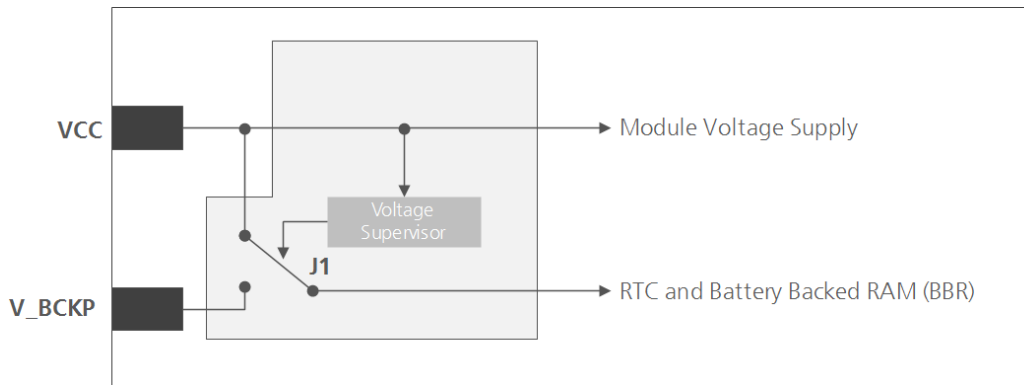 VCC
Module Voltage Supply
Voltage
Supervisor
J1
V_BCKP
RTC and Battery Backed RAM (BBR)